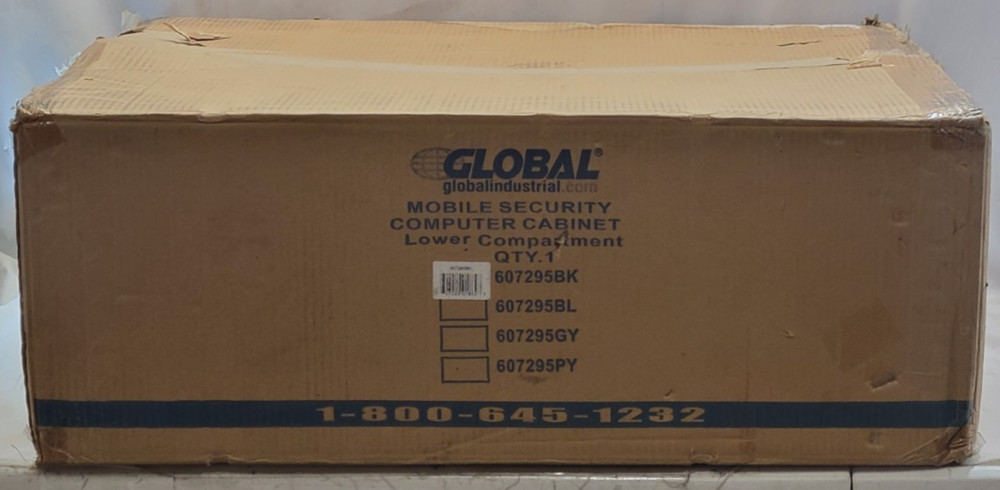 GLOBAL®
globalindustrial.com
MOBILE SECURITY
COMPUTER CABINET
Lower Compartment
QTY.1
607295BK
607295BL
607295GY
607295PY
1-800-645-1232